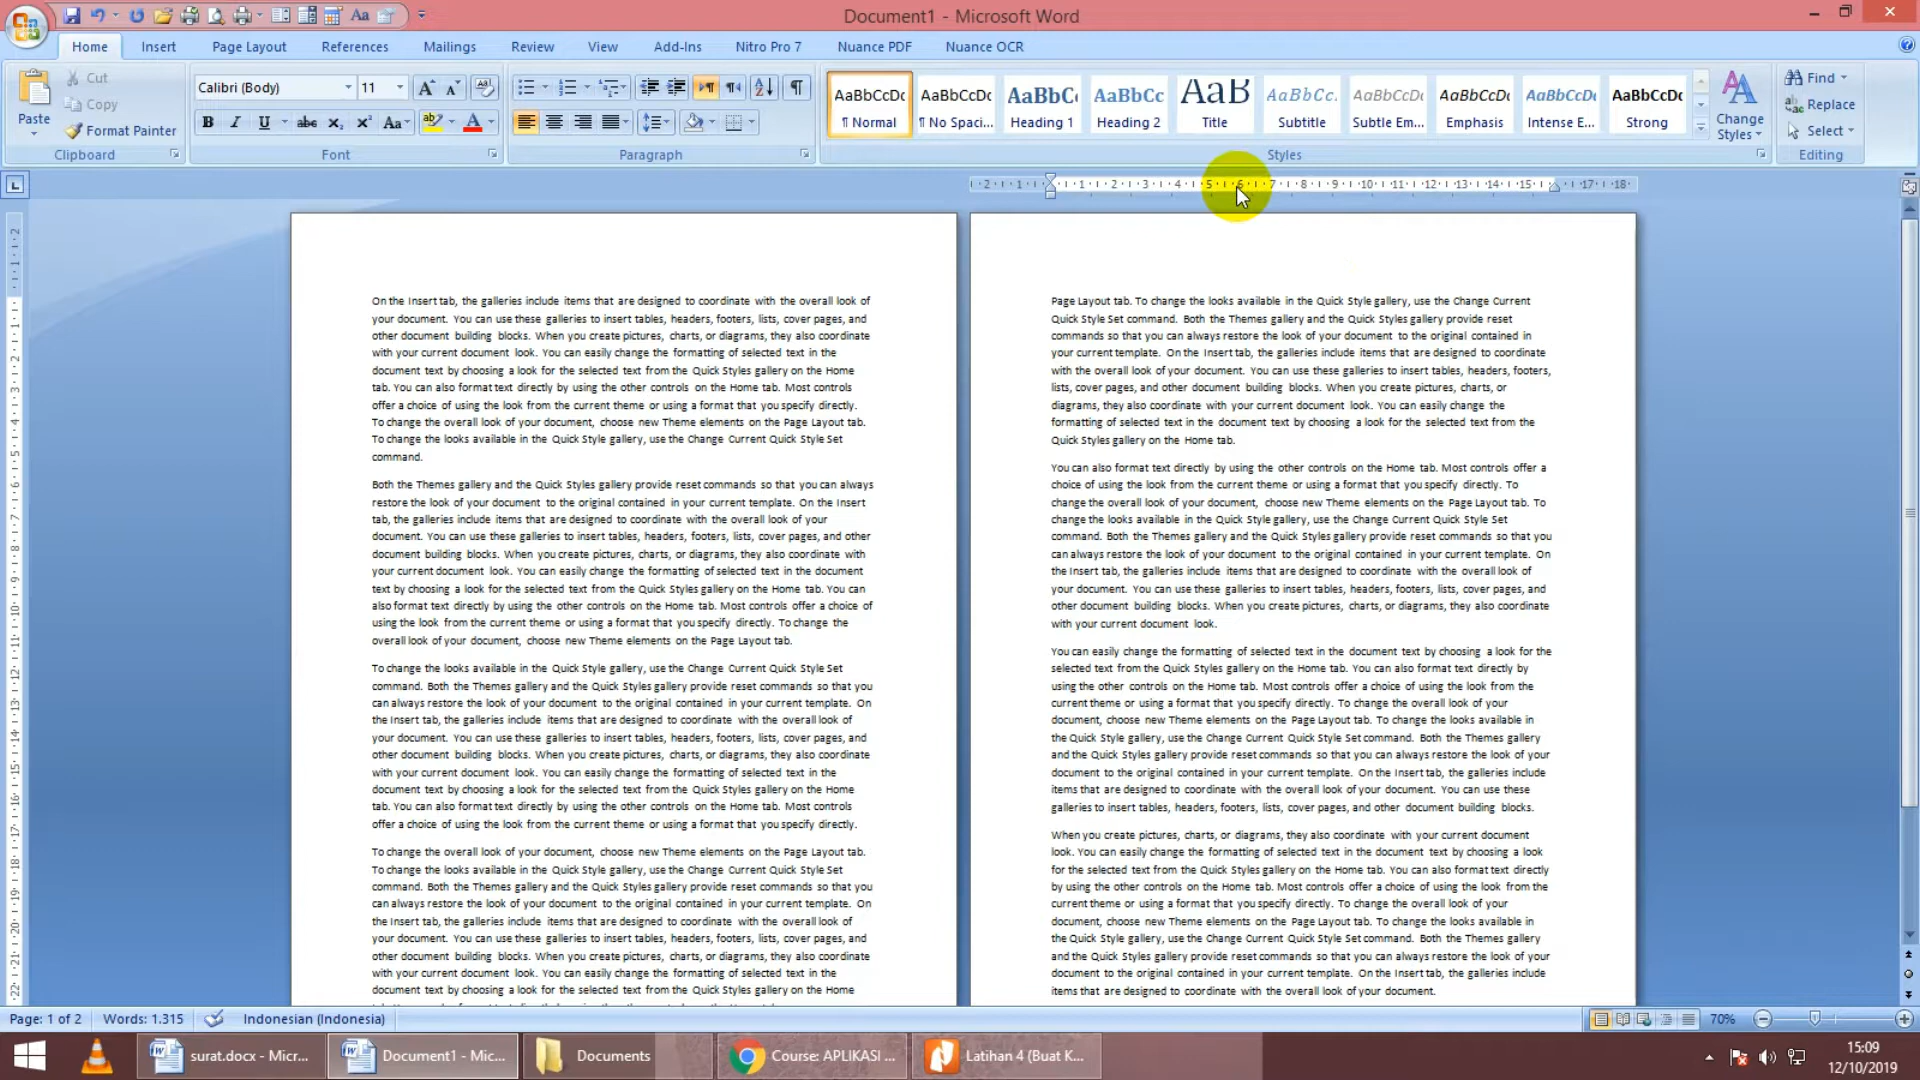 Document1 - Microsoft Word
Home Insert Page Layout References Mailings Review View Add-Ins Nitro Pro 7 Nuance PDF Nuance OCR
Paste
Cut
Copy
Format Painter
Clipboard
Calibri (Body) 11
Font
Paragraph
AaBbCcDc AaBbCcDc AaBbC AaBbCc AaB AaBbCc. AaBbCcDc AaBbCcDc AaBbCcDc AaBbCcDc
¶ Normal ¶ No Spaci... Heading 1 Heading 2 Title Subtitle Subtle Em... Emphasis Intense E... Strong
Change
Styles
Styles
Find
Replace
Select
Editing
On the Insert tab, the galleries include items that are designed to coordinate with the overall look of
your document. You can use these galleries to insert tables, headers, footers, lists, cover pages, and
other document building blocks. When you create pictures, charts, or diagrams, they also coordinate
with your current document look. You can easily change the formatting of selected text in the
document text by choosing a look for the selected text from the Quick Styles gallery on the Home
tab. You can also format text directly by using the other controls on the Home tab. Most controls
offer a choice of using the look from the current theme or using a format that you specify directly.
To change the overall look of your document, choose new Theme elements on the Page Layout tab.
To change the looks available in the Quick Style gallery, use the Change Current Quick Style Set
command.
Both the Themes gallery and the Quick Styles gallery provide reset commands so that you can always
restore the look of your document to the original contained in your current template. On the Insert
tab, the galleries include items that are designed to coordinate with the overall look of your
document. You can use these galleries to insert tables, headers, footers, lists, cover pages, and other
document building blocks. When you create pictures, charts, or diagrams, they also coordinate with
your current document look. You can easily change the formatting of selected text in the document
text by choosing a look for the selected text from the Quick Styles gallery on the Home tab. You can
also format text directly by using the other controls on the Home tab. Most controls offer a choice of
using the look from the current theme or using a format that you specify directly. To change the
overall look of your document, choose new Theme elements on the Page Layout tab.
To change the looks available in the Quick Style gallery, use the Change Current Quick Style Set
command. Both the Themes gallery and the Quick Styles gallery provide reset commands so that you
can always restore the look of your document to the original contained in your current template. On
the Insert tab, the galleries include items that are designed to coordinate with the overall look of
your document. You can use these galleries to insert tables, headers, footers, lists, cover pages, and
other document building blocks. When you create pictures, charts, or diagrams, they also coordinate
with your current document look. You can easily change the formatting of selected text in the
document text by choosing a look for the selected text from the Quick Styles gallery on the Home
tab. You can also format text directly by using the other controls on the Home tab. Most controls
offer a choice of using the look from the current theme or using a format that you specify directly.
To change the overall look of your document, choose new Theme elements on the Page Layout tab.
To change the looks available in the Quick Style gallery, use the Change Current Quick Style Set
command. Both the Themes gallery and the Quick Styles gallery provide reset commands so that you
can always restore the look of your document to the original contained in your current template. On
the Insert tab, the galleries include items that are designed to coordinate with the overall look of
your document. You can use these galleries to insert tables, headers, footers, lists, cover pages, and
other document building blocks. When you create pictures, charts, or diagrams, they also coordinate
with your current document look. You can easily change the formatting of selected text in the
document text by choosing a look for the selected text from the Quick Styles gallery on the Home
Page Layout tab. To change the looks available in the Quick Style gallery, use the Change Current
Quick Style Set command. Both the Themes gallery and the Quick Styles gallery provide reset
commands so that you can always restore the look of your document to the original contained in
your current template. On the Insert tab, the galleries include items that are designed to coordinate
with the overall look of your document. You can use these galleries to insert tables, headers, footers,
lists, cover pages, and other document building blocks. When you create pictures, charts, or
diagrams, they also coordinate with your current document look. You can easily change the
formatting of selected text in the document text by choosing a look for the selected text from the
Quick Styles gallery on the Home tab.
You can also format text directly by using the other controls on the Home tab. Most controls offer a
choice of using the look from the current theme or using a format that you specify directly. To
change the overall look of your document, choose new Theme elements on the Page Layout tab. To
change the looks available in the Quick Style gallery, use the Change Current Quick Style Set
command. Both the Themes gallery and the Quick Styles gallery provide reset commands so that you
can always restore the look of your document to the original contained in your current template. On
the Insert tab, the galleries include items that are designed to coordinate with the overall look of
your document. You can use these galleries to insert tables, headers, footers, lists, cover pages, and
other document building blocks. When you create pictures, charts, or diagrams, they also coordinate
with your current document look.
You can easily change the formatting of selected text in the document text by choosing a look for the
selected text from the Quick Styles gallery on the Home tab. You can also format text directly by
using the other controls on the Home tab. Most controls offer a choice of using the look from the
current theme or using a format that you specify directly. To change the overall look of your
document, choose new Theme elements on the Page Layout tab. To change the looks available in
the Quick Style gallery, use the Change Current Quick Style Set command. Both the Themes gallery
and the Quick Styles gallery provide reset commands so that you can always restore the look of your
document to the original contained in your current template. On the Insert tab, the galleries include
items that are designed to coordinate with the overall look of your document. You can use these
galleries to insert tables, headers, footers, lists, cover pages, and other document building blocks.
When you create pictures, charts, or diagrams, they also coordinate with your current document
look. You can easily change the formatting of selected text in the document text by choosing a look
for the selected text from the Quick Styles gallery on the Home tab. You can also format text directly
by using the other controls on the Home tab. Most controls offer a choice of using the look from the
current theme or using a format that you specify directly. To change the overall look of your
document, choose new Theme elements on the Page Layout tab. To change the looks available in
the Quick Style gallery, use the Change Current Quick Style Set command. Both the Themes gallery
and the Quick Styles gallery provide reset commands so that you can always restore the look of your
document to the original contained in your current template. On the Insert tab, the galleries include
items that are designed to coordinate with the overall look of your document.
Page: 1 of 2 Words: 1.315 Indonesian (Indonesia) 70%
surat.docx - Micr... Document1 - Mic... Documents Course: APLIKASI ... Latihan 4 (Buat K...
15:09
12/10/2019